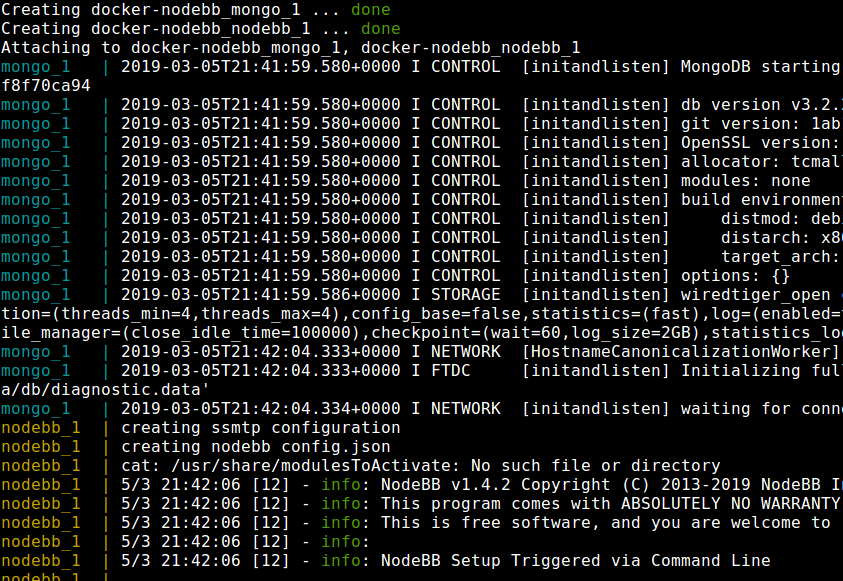 Creating docker-nodebb_mongo_1 ... done
Creating docker-nodebb_nodebb_1 ... done
Attaching to docker-nodebb_mongo_1, docker-nodebb_nodebb_1
mongo_1   | 2019-03-05T21:41:59.580+0000 I CONTROL  [initandlisten] MongoDB starting
f8f70ca94
mongo_1   | 2019-03-05T21:41:59.580+0000 I CONTROL  [initandlisten] db version v3.2.
mongo_1   | 2019-03-05T21:41:59.580+0000 I CONTROL  [initandlisten] git version: 1ab
mongo_1   | 2019-03-05T21:41:59.580+0000 I CONTROL  [initandlisten] OpenSSL version:
mongo_1   | 2019-03-05T21:41:59.580+0000 I CONTROL  [initandlisten] allocator: tcmal
mongo_1   | 2019-03-05T21:41:59.580+0000 I CONTROL  [initandlisten] modules: none
mongo_1   | 2019-03-05T21:41:59.580+0000 I CONTROL  [initandlisten] build environment
mongo_1   | 2019-03-05T21:41:59.580+0000 I CONTROL  [initandlisten]     distmod: deb
mongo_1   | 2019-03-05T21:41:59.580+0000 I CONTROL  [initandlisten]     distarch: x8
mongo_1   | 2019-03-05T21:41:59.580+0000 I CONTROL  [initandlisten]     target_arch:
mongo_1   | 2019-03-05T21:41:59.580+0000 I CONTROL  [initandlisten] options: {}
mongo_1   | 2019-03-05T21:41:59.586+0000 I STORAGE  [initandlisten] wiredtiger_open
tion=(threads_min=4,threads_max=4),config_base=false,statistics=(fast),log=(enabled=
ile_manager=(close_idle_time=100000),checkpoint=(wait=60,log_size=2GB),statistics_lo
mongo_1   | 2019-03-05T21:42:04.333+0000 I NETWORK  [HostnameCanonicalizationWorker]
mongo_1   | 2019-03-05T21:42:04.333+0000 I FTDC     [initandlisten] Initializing ful
a/db/diagnostic.data'
mongo_1   | 2019-03-05T21:42:04.334+0000 I NETWORK  [initandlisten] waiting for conn
nodebb_1  | creating ssmtp configuration
nodebb_1  | creating nodebb config.json
nodebb_1  | cat: /usr/share/modulesToActivate: No such file or directory
nodebb_1  | 5/3 21:42:06 [12] - info: NodeBB v1.4.2 Copyright (C) 2013-2019 NodeBB In
nodebb_1  | 5/3 21:42:06 [12] - info: This program comes with ABSOLUTELY NO WARRANTY
nodebb_1  | 5/3 21:42:06 [12] - info: This is free software, and you are welcome to
nodebb_1  | 5/3 21:42:06 [12] - info:
nodebb_1  | 5/3 21:42:06 [12] - info: NodeBB Setup Triggered via Command Line
nodebb_1  |